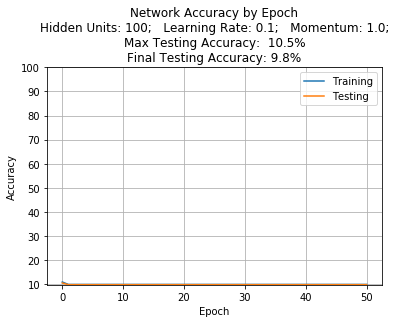 Network Accuracy by Epoch
Hidden Units: 100;   Learning Rate: 0.1;   Momentum: 1.0;
Max Testing Accuracy:  10.5%
Final Testing Accuracy: 9.8%
Training
Testing
Accuracy
100
90
80
70
60
50
40
30
20
10
0
10
20
30
40
50
Epoch